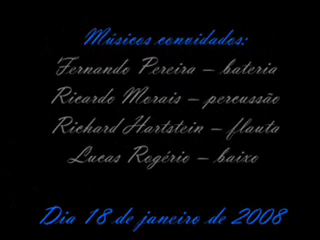 Músicos convidados:
Fernando Pereira – bateria
Ricardo Morais – percussão
Richard Hartstein – flauta
Lucas Rogério – baixo
Dia 18 de janeiro de 2008